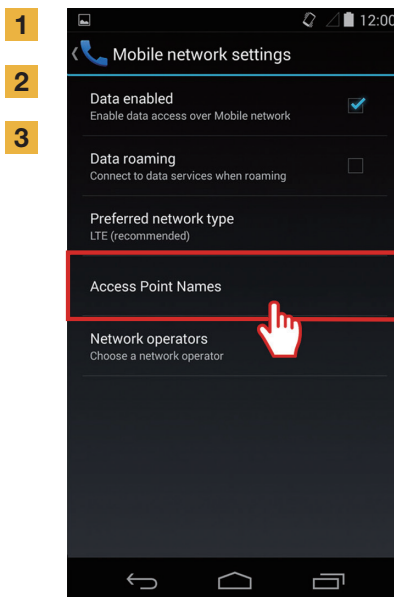 1
2
3
12:00
Mobile network settings
Data enabled
Enable data access over Mobile network
Data roaming
Connect to data services when roaming
Preferred network type
LTE (recommended)
Access Point Names
Network operators
Choose a network operator